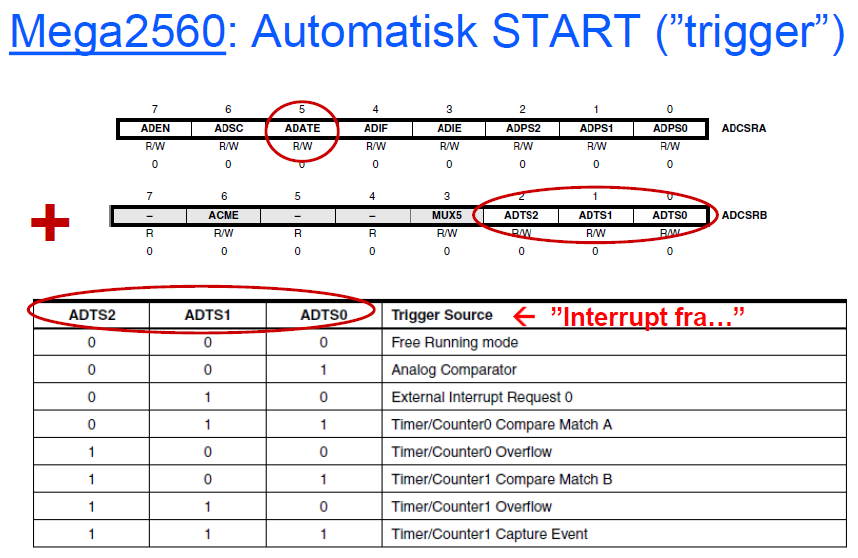 Mega2560: Automatisk START (”trigger”)
7 6 5 4 3 2 1 0
ADEN ADSC ADATE ADIF ADIE ADPS2 ADPS1 ADPS0 ADCSRA
R/W R/W R/W R/W R/W R/W R/W R/W
0 0 0 0 0 0 0 0
+
7 6 5 4 3 2 1 0
– ACME – – MUX5 ADTS2 ADTS1 ADTS0 ADCSRB
R R/W R R R/W R/W R/W R/W
0 0 0 0 0 0 0 0
ADTS2 ADTS1 ADTS0 Trigger Source ← ”Interrupt fra…”
0 0 0 Free Running mode
0 0 1 Analog Comparator
0 1 0 External Interrupt Request 0
0 1 1 Timer/Counter0 Compare Match A
1 0 0 Timer/Counter0 Overflow
1 0 1 Timer/Counter1 Compare Match B
1 1 0 Timer/Counter1 Overflow
1 1 1 Timer/Counter1 Capture Event